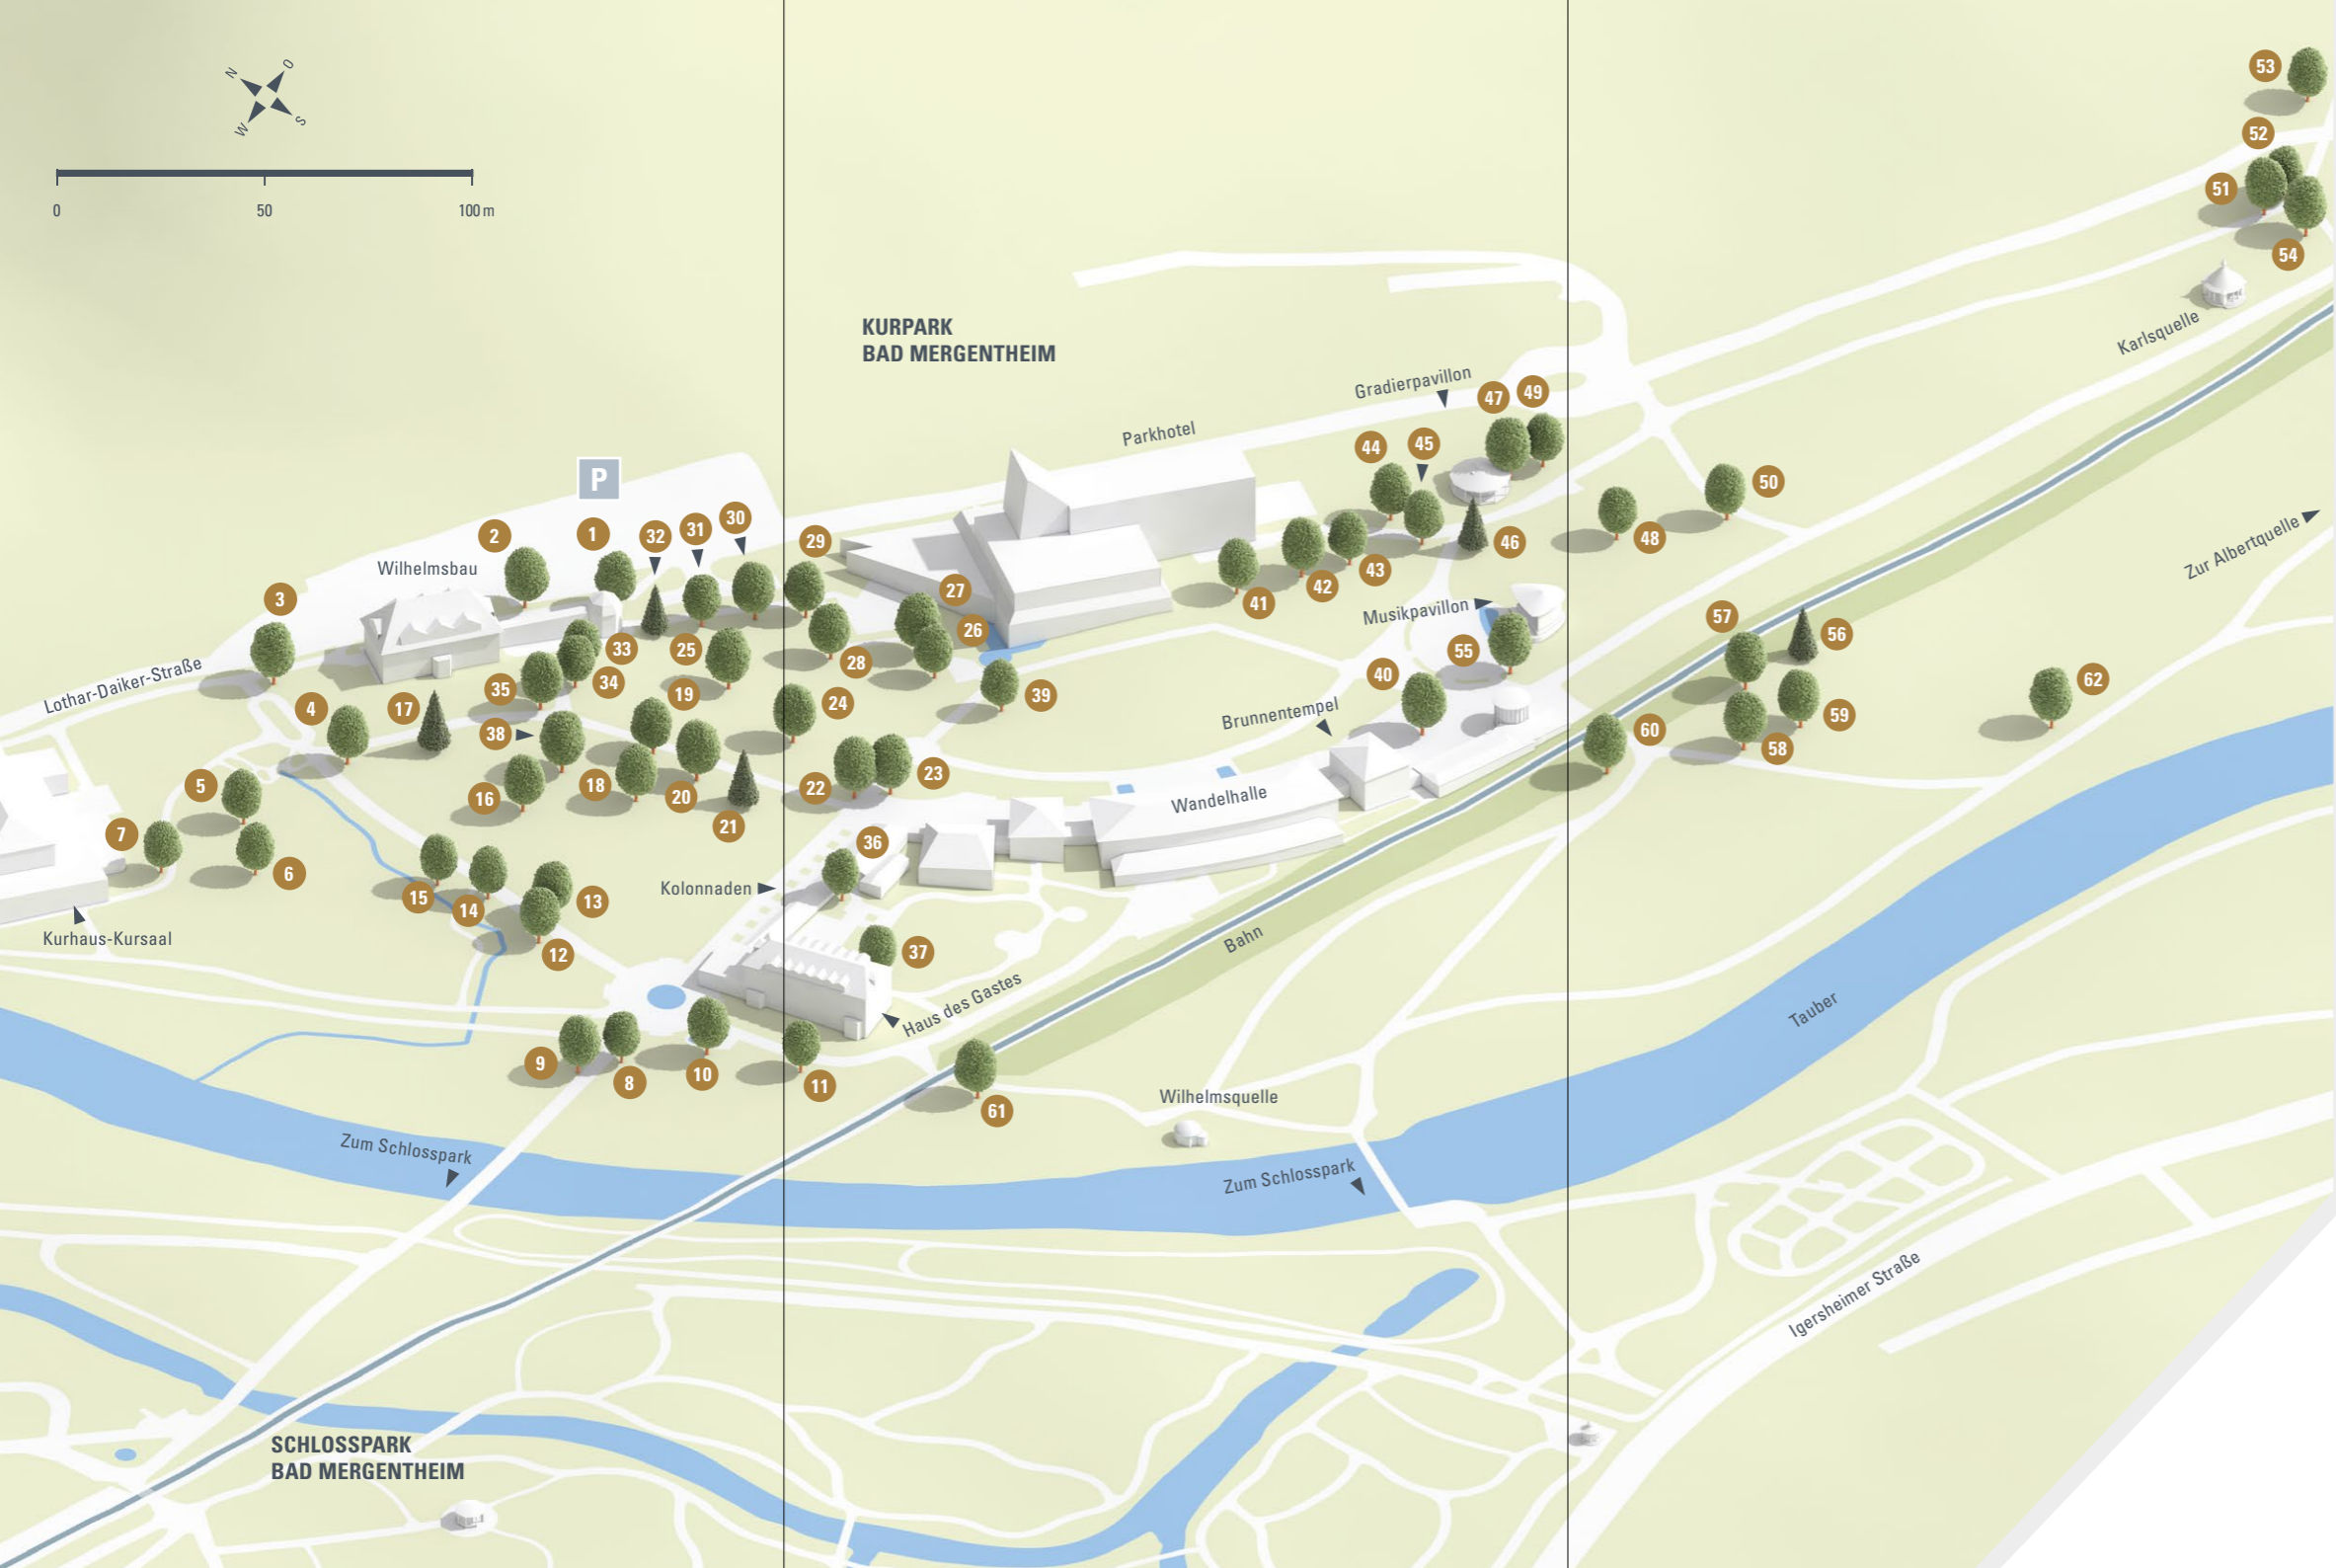 N
O
W
S
0
50
100 m
KURPARK
BAD MERGENTHEIM
53
52
51
54
Karlsquelle
Gradierpavillon
47
49
Parkhotel
44
45
50
P
46
48
Zur Albertquelle
2
1
32
31
30
29
Wilhelmsbau
3
27
26
41
42
43
Musikpavillon
57
56
33
25
28
55
Lothar-Daiker-Straße
35
34
19
24
39
40
62
4
17
38
Brunnentempel
59
60
58
5
16
18
20
22
23
Wandelhalle
7
21
6
36
15
14
13
Kolonnaden
Kurhaus-Kursaal
12
37
Bahn
Haus des Gastes
Tauber
9
8
10
11
61
Wilhelmsquelle
Zum Schlosspark
Zum Schlosspark
Igersheimer Straße
SCHLOSSPARK
BAD MERGENTHEIM